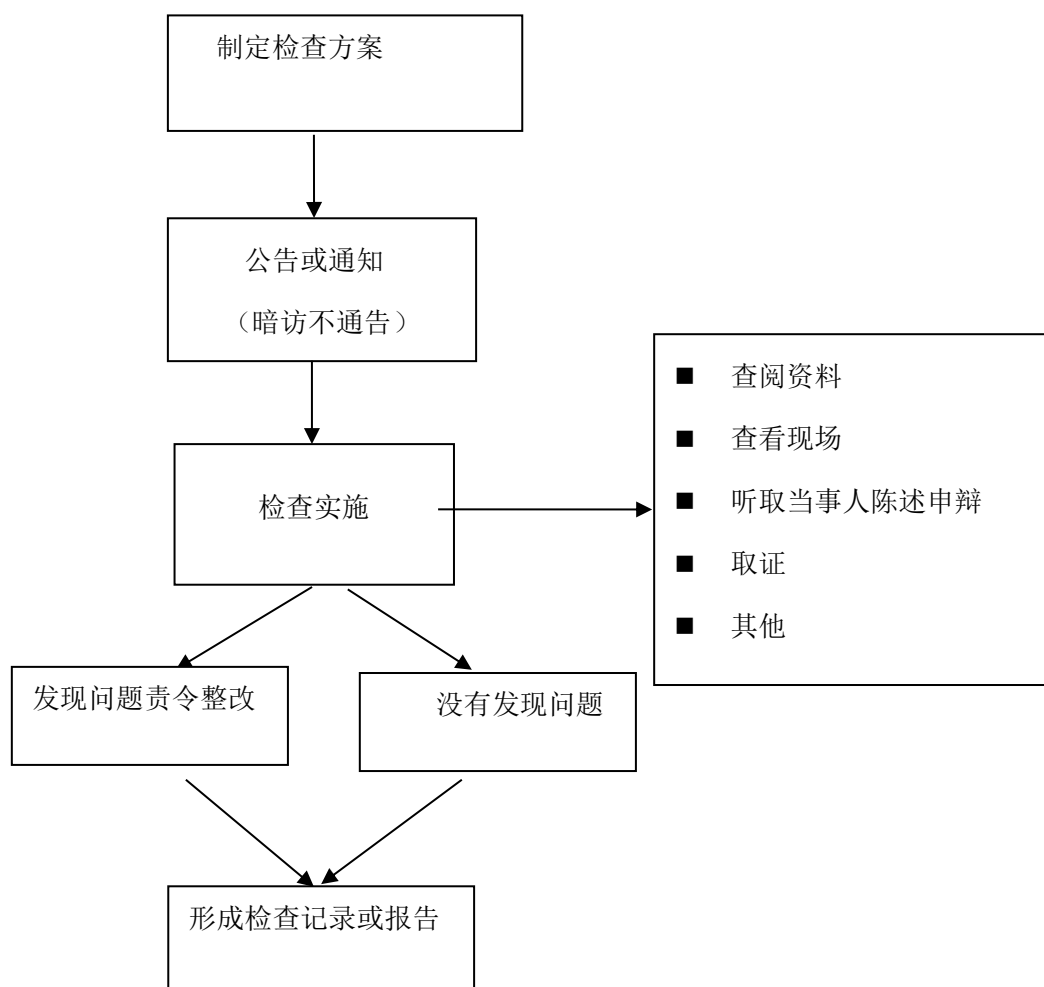 制定检查方案
公告或通知
（暗访不通告）
检查实施
■ 查阅资料
■ 查看现场
■ 听取当事人陈述申辩
■ 取证
■ 其他
发现问题责令整改
没有发现问题
形成检查记录或报告